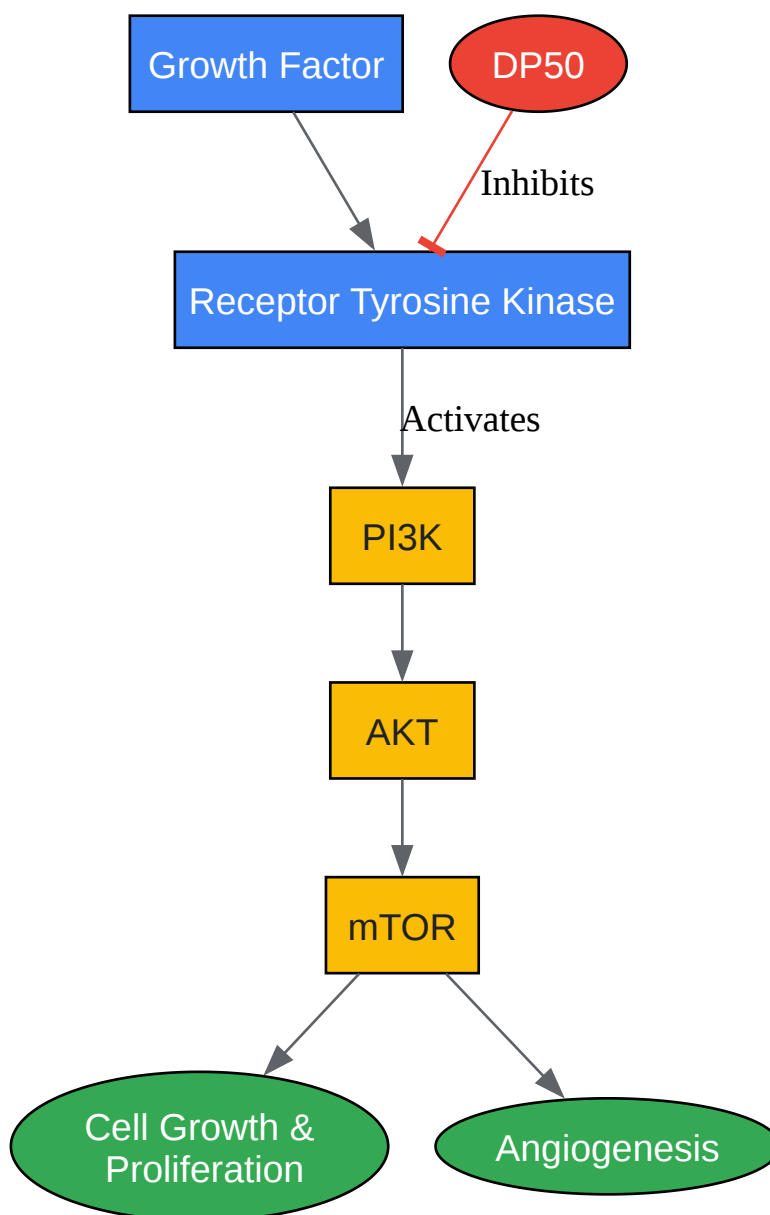 Growth Factor
DP50
Inhibits
Receptor Tyrosine Kinase
Activates
PI3K
AKT
mTOR
Cell Growth &
Proliferation
Angiogenesis